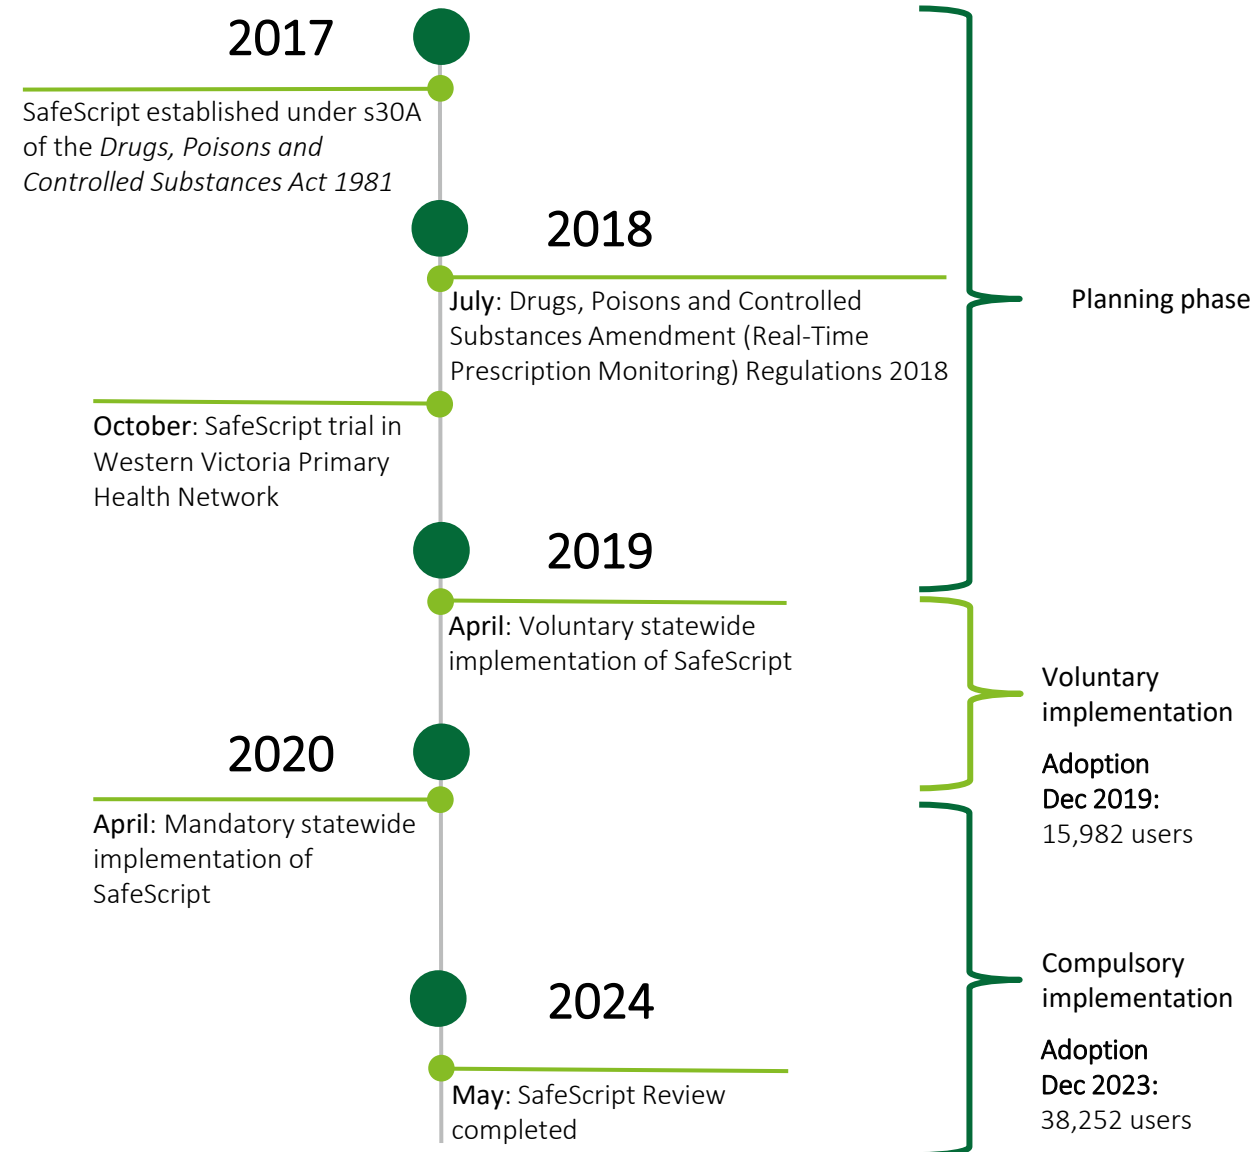 2017
SafeScript established under s30A
of the Drugs, Poisons and
Controlled Substances Act 1981
2018
July: Drugs, Poisons and Controlled
Substances Amendment (Real-Time
Prescription Monitoring) Regulations 2018
October: SafeScript trial in
Western Victoria Primary
Health Network
Planning phase
2019
April: Voluntary statewide
implementation of SafeScript
Voluntary
implementation
Adoption
Dec 2019:
15,982 users
2020
April: Mandatory statewide
implementation of
SafeScript
2024
May: SafeScript Review
completed
Compulsory
implementation
Adoption
Dec 2023:
38,252 users